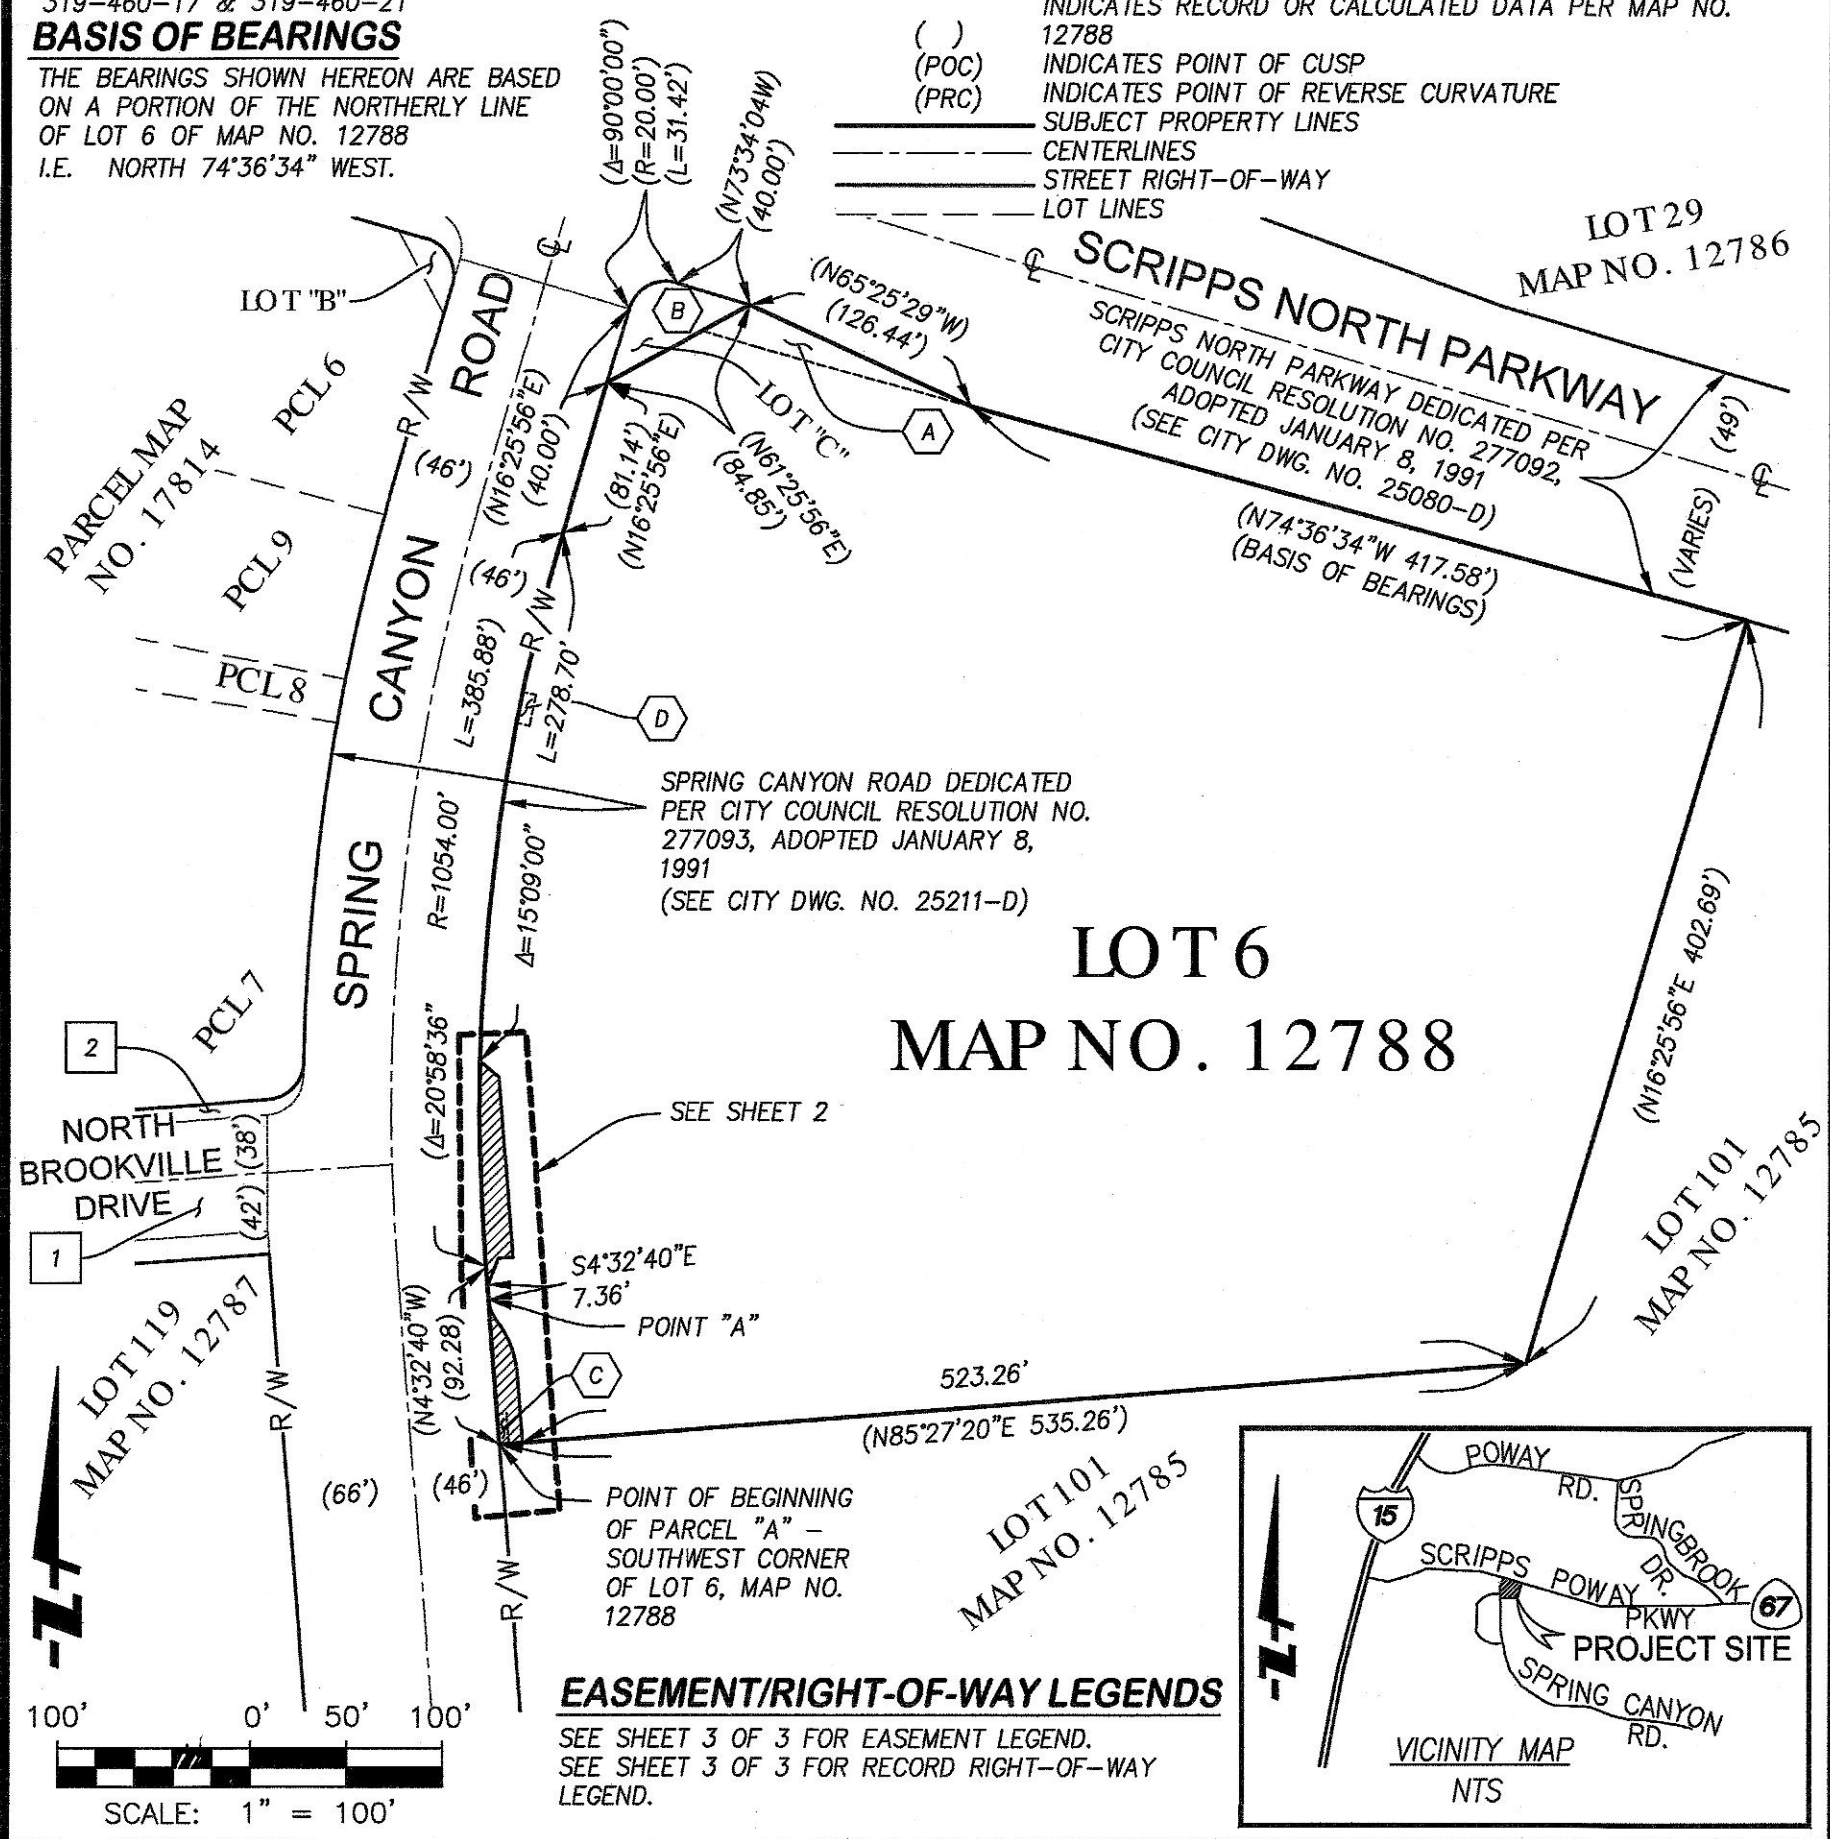 319-460-17 & 319-460-21
BASIS OF BEARINGS
THE BEARINGS SHOWN HEREON ARE BASED
ON A PORTION OF THE NORTHERLY LINE
OF LOT 6 OF MAP NO. 12788
I.E. NORTH 74°36'34" WEST.
INDICATES RECORD OR CALCULATED DATA PER MAP NO.
( ) 12788
(POC) INDICATES POINT OF CUSP
(PRC) INDICATES POINT OF REVERSE CURVATURE
SUBJECT PROPERTY LINES
CENTERLINES
STREET RIGHT-OF-WAY
LOT LINES
(Δ=90°00'00")
(R=20.00')
(L=31.42')
(N73°34'04W)
(40.00')
LOT 29
MAP NO. 12786
SCRIPPS NORTH PARKWAY
SCRIPPS NORTH PARKWAY DEDICATED PER
CITY COUNCIL RESOLUTION NO. 277092,
ADOPTED JANUARY 8, 1991
(SEE CITY DWG. NO. 25080-D)
(49')
(VARIES)
(N65°25'29"W)
(126.44')
(N74°36'34"W 417.58')
(BASIS OF BEARINGS)
LOT "B"
B
A
LOT "C"
(N61°25'56"E)
(84.85')
(N16°25'56"E)
(40.00')
(81.14')
(N16°25'56"E)
PARCEL MAP
NO. 17814
PCL 6
PCL 9
PCL 8
PCL 7
R/W
(46')
(46')
R/W
SPRING CANYON ROAD
L=385.88')
L=278.70'
D
SPRING CANYON ROAD DEDICATED
PER CITY COUNCIL RESOLUTION NO.
277093, ADOPTED JANUARY 8,
1991
(SEE CITY DWG. NO. 25211-D)
R=1054.00'
Δ=15°09'00"
(Δ=20°58'36"
LOT 6
MAP NO. 12788
(N16°25'56"E 402.69')
LOT 101
MAP NO. 12785
2
NORTH
BROOKVILLE
DRIVE
(38')
(42')
1
SEE SHEET 2
S4°32'40"E
7.36'
POINT "A"
(N4°32'40"W)
(92.28)
C
LOT 119
MAP NO. 12787
R/W
(66')
(46')
R/W
523.26'
(N85°27'20"E 535.26')
LOT 101
MAP NO. 12785
POINT OF BEGINNING
OF PARCEL "A" -
SOUTHWEST CORNER
OF LOT 6, MAP NO.
12788
EASEMENT/RIGHT-OF-WAY LEGENDS
SEE SHEET 3 OF 3 FOR EASEMENT LEGEND.
SEE SHEET 3 OF 3 FOR RECORD RIGHT-OF-WAY
LEGEND.
100' 0' 50' 100'
SCALE: 1" = 100'
POWAY
RD.
15
SPRINGBROOK
DR.
SCRIPPS POWAY
PKWY
67
PROJECT SITE
SPRING CANYON
RD.
VICINITY MAP
NTS